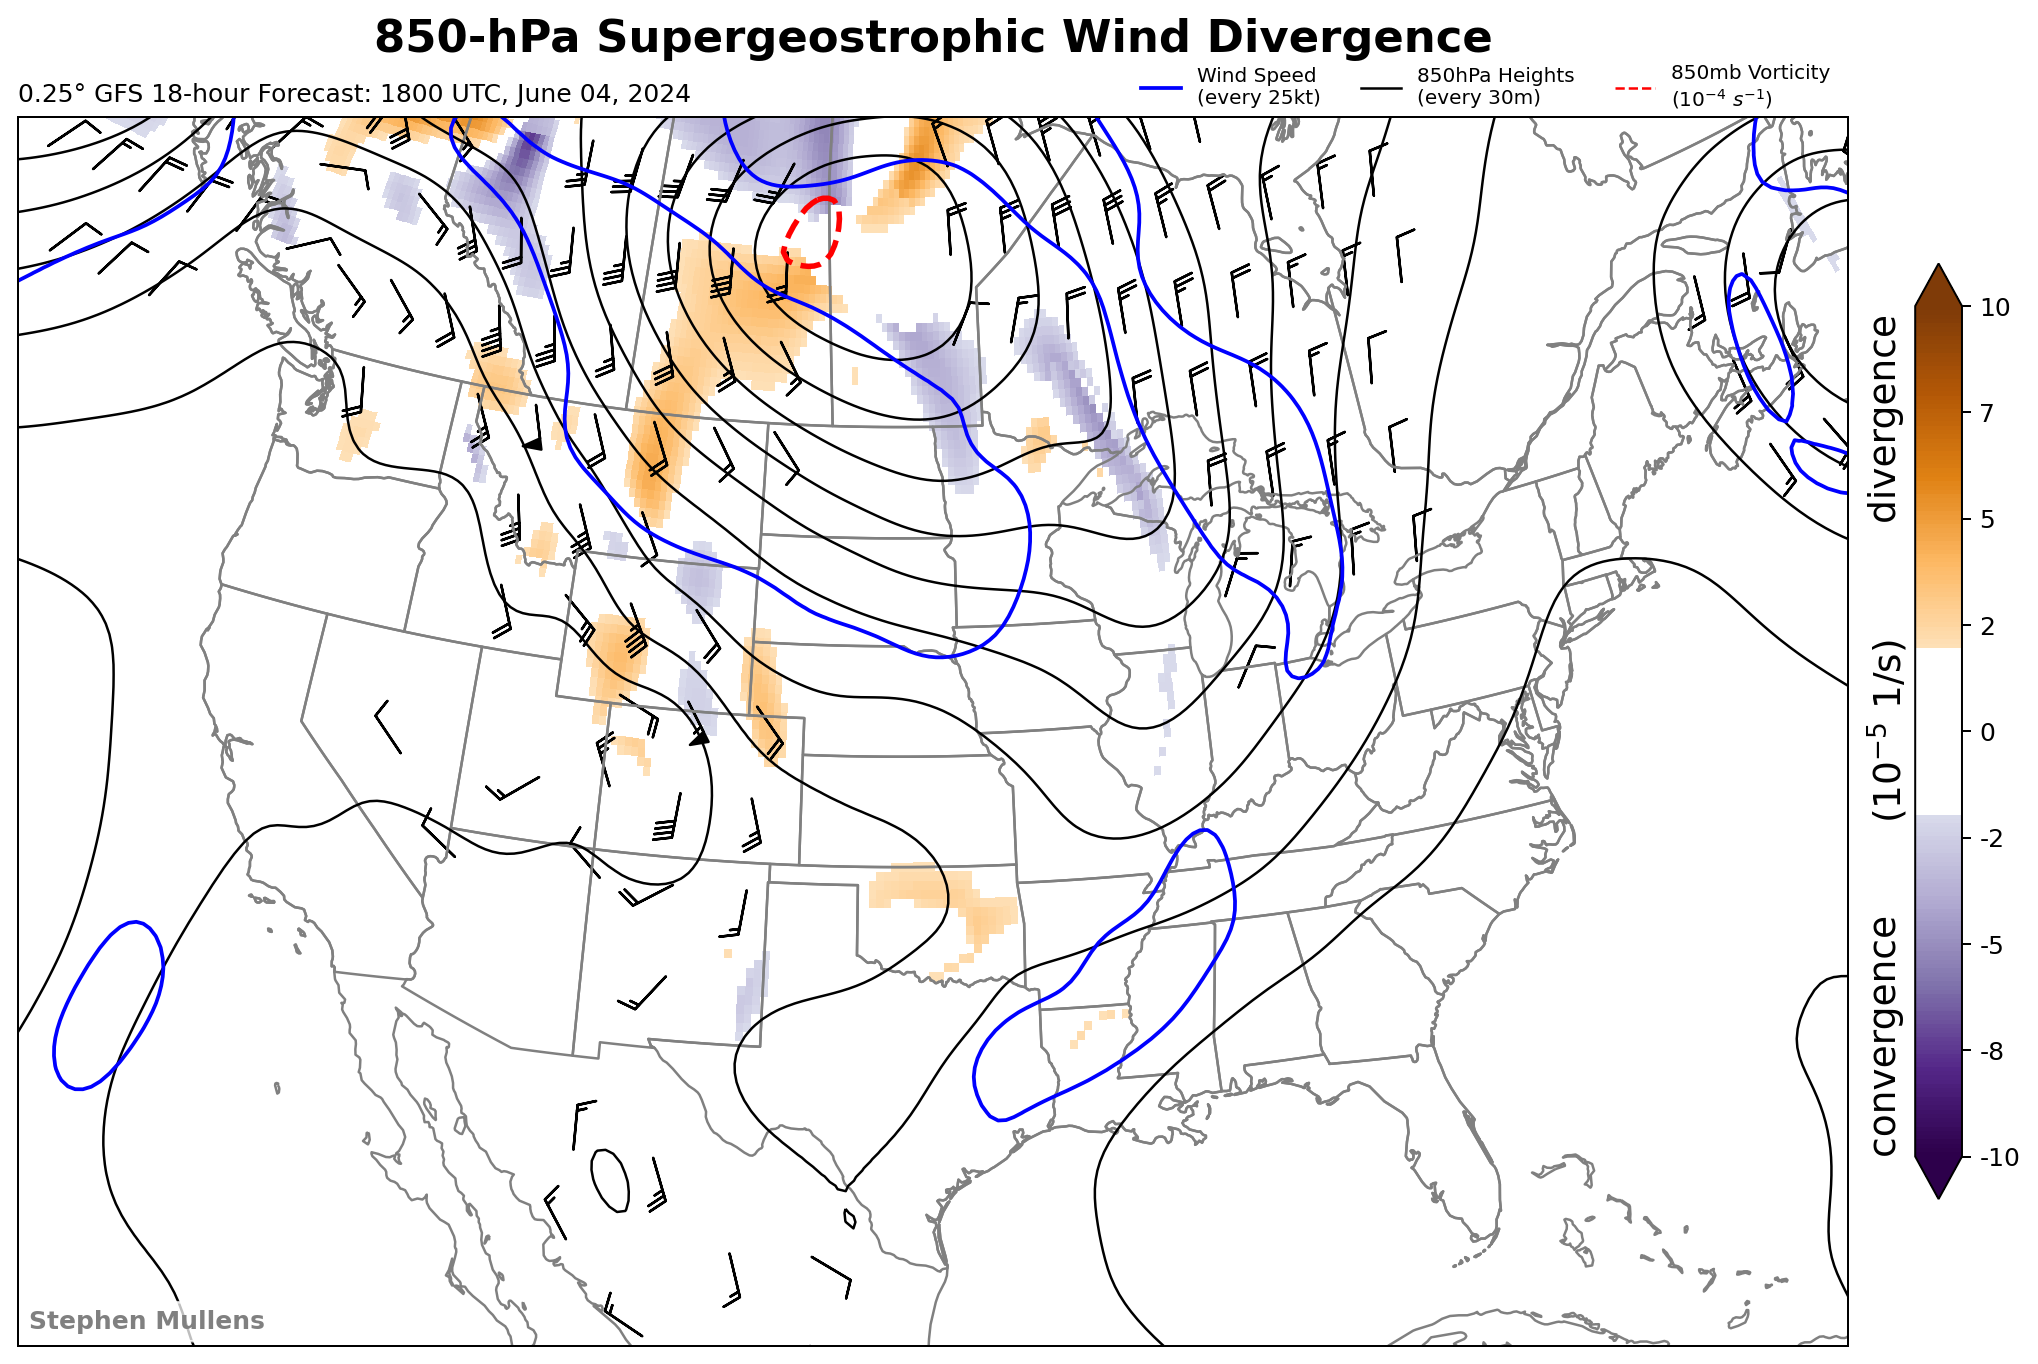 850-hPa Supergeostrophic Wind Divergence
0.25° GFS 18-hour Forecast: 1800 UTC, June 04, 2024
Wind Speed
(every 25kt)
850hPa Heights
(every 30m)
850mb Vorticity
(10⁻⁴ s⁻¹)
10
7
5
2
0
-2
-5
-8
-10
convergence (10⁻⁵ 1/s) divergence
Stephen Mullens